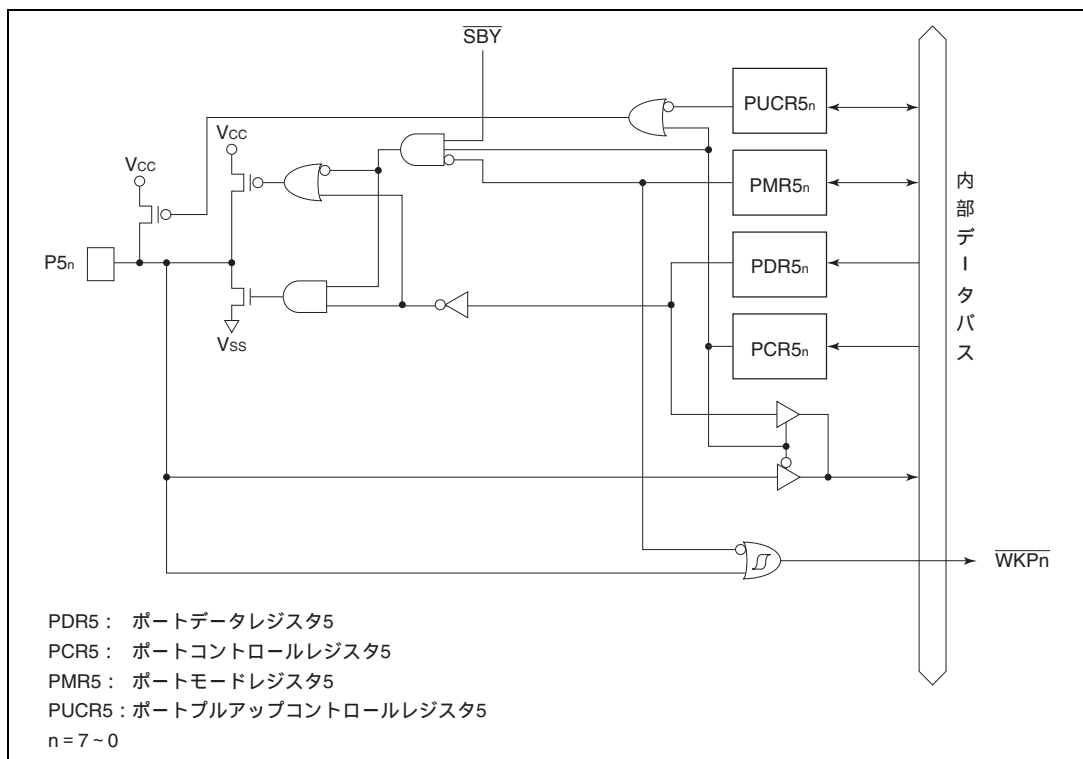 SBY
PUCR5n
VCC
VCC
PMR5n
内部データバス
PDR5n
P5n
VSS
PCR5n
WKPn
PDR5： ポートデータレジスタ5
PCR5： ポートコントロールレジスタ5
PMR5： ポートモードレジスタ5
PUCR5：ポートプルアップコントロールレジスタ5
n = 7 ~ 0